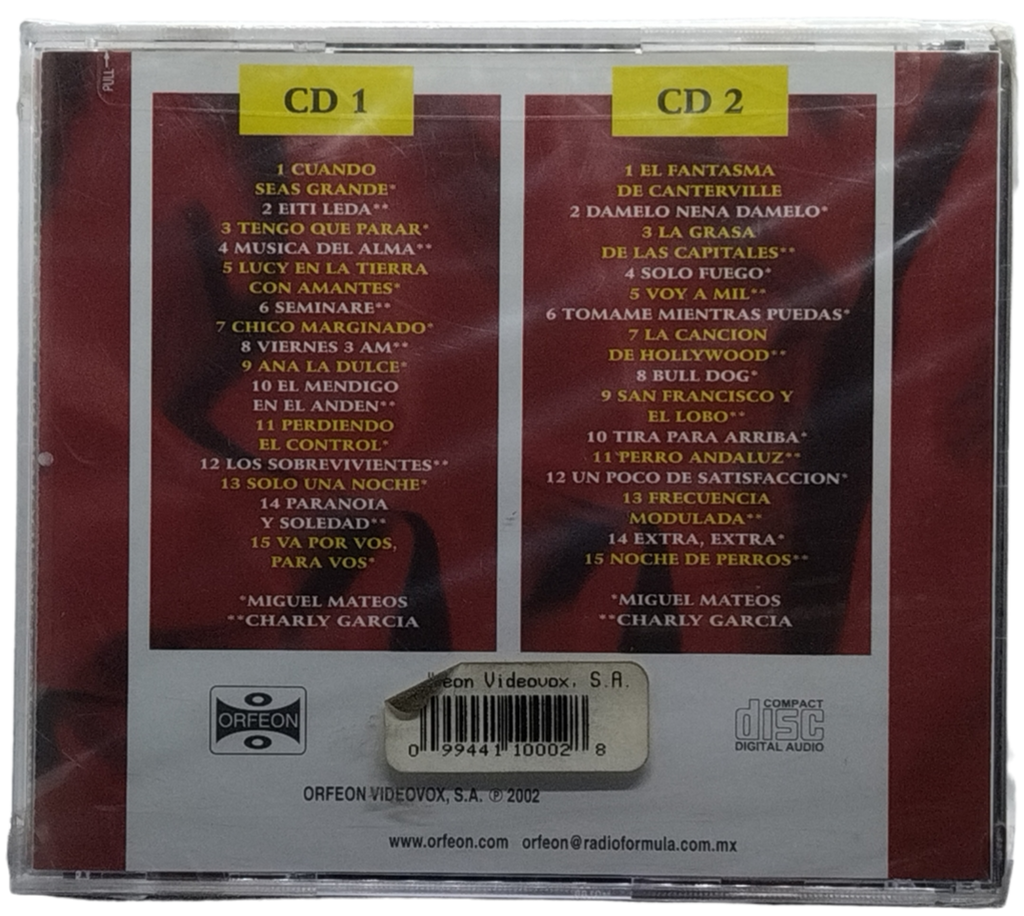 PULL→
CD 1
1 CUANDO
SEAS GRANDE*
2 EITI LEDA**
3 TENGO QUE PARAR*
4 MUSICA DEL ALMA**
5 LUCY EN LA TIERRA
CON AMANTES*
6 SEMINARE**
7 CHICO MARGINADO*
8 VIERNES 3 AM**
9 ANA LA DULCE*
10 EL MENDIGO
EN EL ANDEN**
11 PERDIENDO
EL CONTROL*
12 LOS SOBREVIVIENTES**
13 SOLO UNA NOCHE*
14 PARANOIA
Y SOLEDAD**
15 VA POR VOS,
PARA VOS*
*MIGUEL MATEOS
**CHARLY GARCIA
CD 2
1 EL FANTASMA
DE CANTERVILLE
2 DAMELO NENA DAMELO*
3 LA GRASA
DE LAS CAPITALES**
4 SOLO FUEGO*
5 VOY A MIL**
6 TOMAME MIENTRAS PUEDAS*
7 LA CANCION
DE HOLLYWOOD**
8 BULL DOG*
9 SAN FRANCISCO Y
EL LOBO**
10 TIRA PARA ARRIBA*
11 PERRO ANDALUZ**
12 UN POCO DE SATISFACCION*
13 FRECUENCIA
MODULADA**
14 EXTRA, EXTRA*
15 NOCHE DE PERROS**
*MIGUEL MATEOS
**CHARLY GARCIA
ORFEON
Videovox, S.A.
0 99441 10002 8
COMPACT
disc
DIGITAL AUDIO
ORFEON VIDEOVOX, S.A. ℗ 2002
www.orfeon.com orfeon@radioformula.com.mx